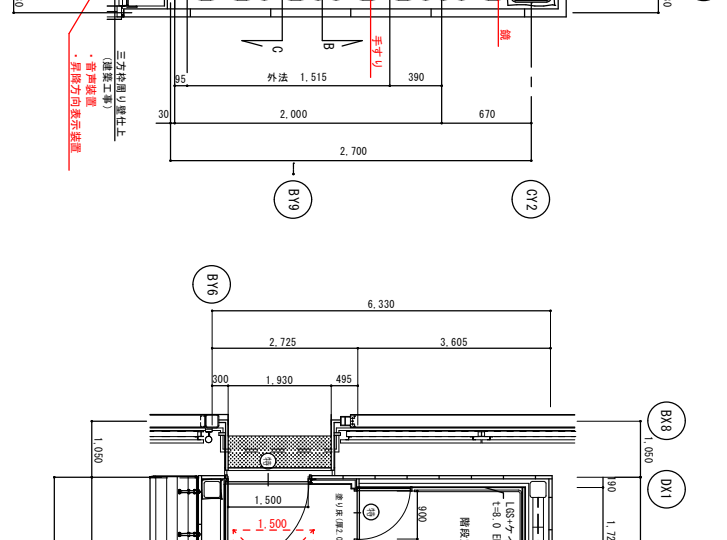 C
B
手すり
鏡
95
外法 1,515
390
三方枠囲り壁仕上
(建築工事)
・音声装置
・昇降方向表示装置
30
2,000
670
2,700
BY9
CY2
BY6
6,330
2,725
3,605
300
1,930
495
BX8
1,050
1,050
特
DX1
190
1,500
1,500
特
900
階段